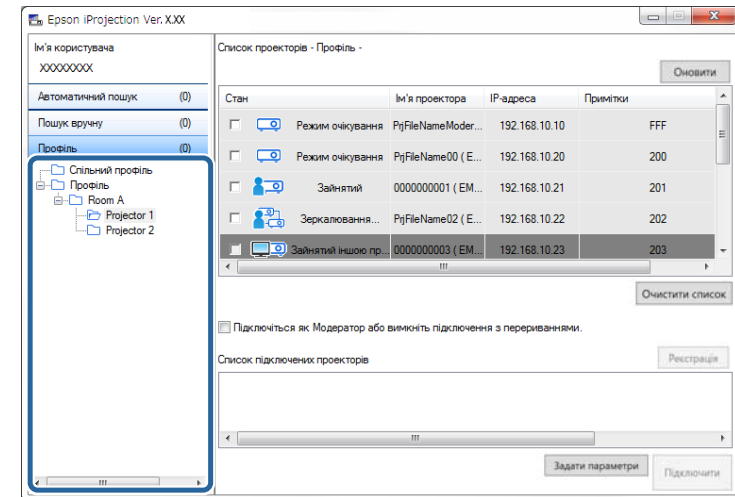 Epson iProjection Ver. X.XX
Ім'я користувача
XXXXXXXX
Автоматичний пошук (0)
Пошук вручну (0)
Профіль (0)
Спільний профіль
Профіль
Room A
Projector 1
Projector 2
Список проекторів - Профіль -
Оновити
Стан Ім'я проектора IP-адреса Примітки
Режим очікування PrjFileNameModer... 192.168.10.10 FFF
Режим очікування PrjFileName00 ( E... 192.168.10.20 200
Зайнятий 0000000001 ( EM... 192.168.10.21 201
Зеркалювання... PrjFileName02 ( E... 192.168.10.22 202
Зайнятий іншою пр... 0000000003 ( EM... 192.168.10.23 203
Очистити список
Підключіться як Модератор або вимкніть підключення з перериваннями.
Список підключених проекторів
Реєстрація
Задати параметри
Підключити